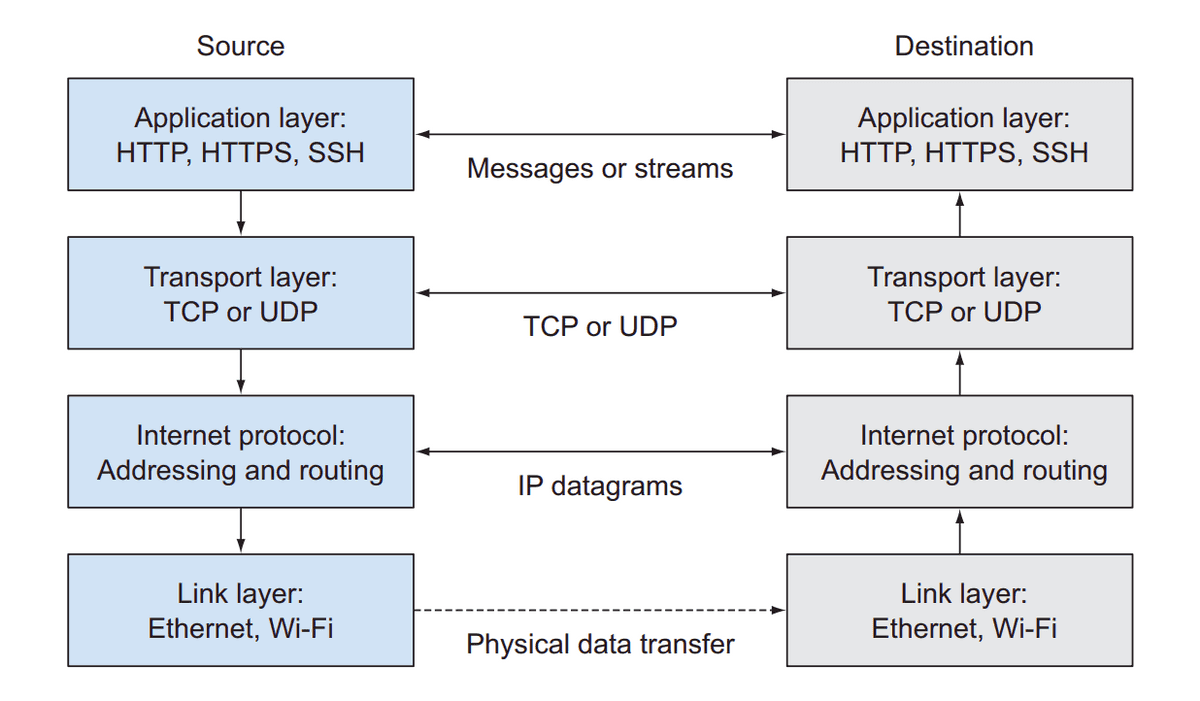 Source
Destination
Application layer:
HTTP, HTTPS, SSH
Messages or streams
Application layer:
HTTP, HTTPS, SSH
Transport layer:
TCP or UDP
TCP or UDP
Transport layer:
TCP or UDP
Internet protocol:
Addressing and routing
IP datagrams
Internet protocol:
Addressing and routing
Link layer:
Ethernet, Wi-Fi
Physical data transfer
Link layer:
Ethernet, Wi-Fi